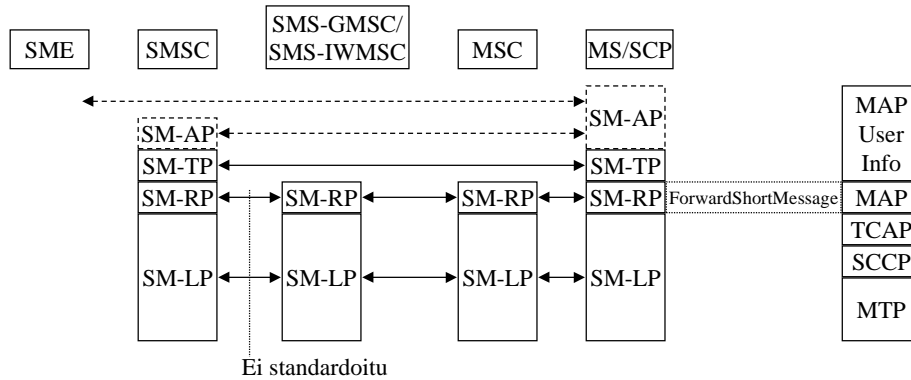 SME
SMSC
SMS-GMSC/
SMS-IWMSC
MSC
MS/SCP
SM-AP
SM-AP
MAP
User
Info
SM-TP
SM-TP
SM-RP
SM-RP
SM-RP
SM-RP
ForwardShortMessage
MAP
TCAP
SCCP
SM-LP
SM-LP
SM-LP
SM-LP
MTP
Ei standardoitu